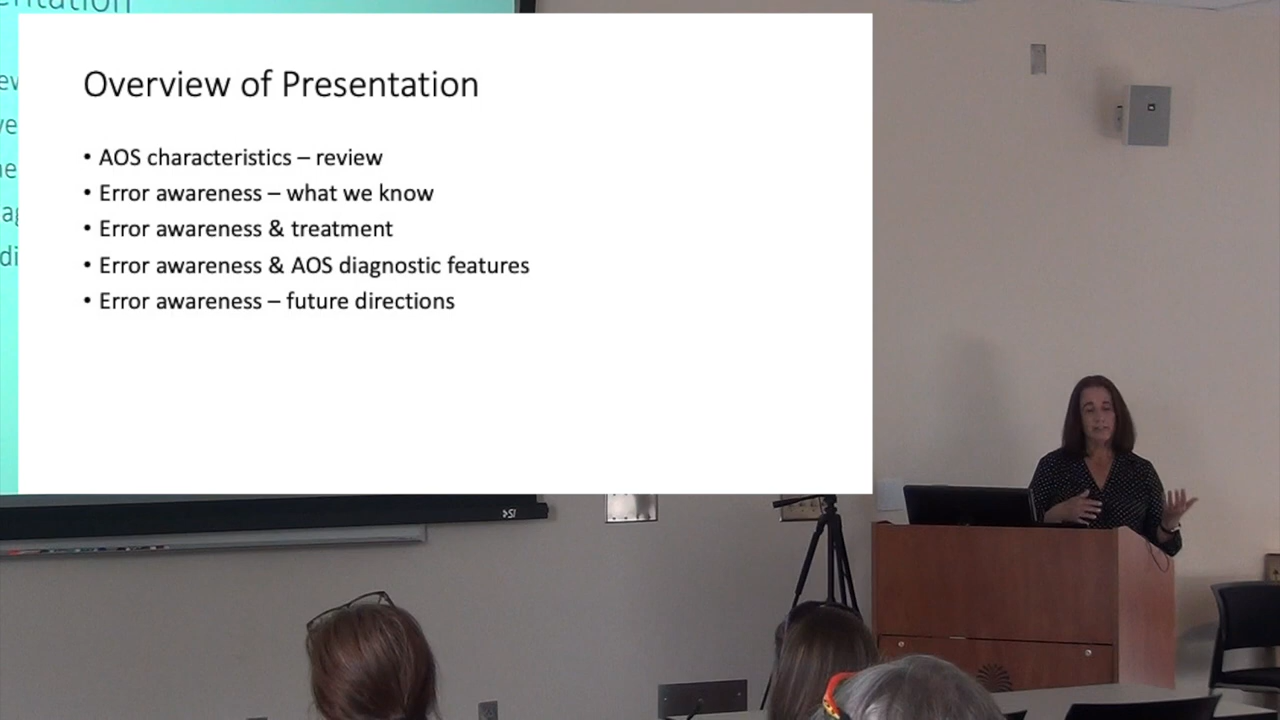 Overview of Presentation
• AOS characteristics – review
• Error awareness – what we know
• Error awareness & treatment
• Error awareness & AOS diagnostic features
• Error awareness – future directions